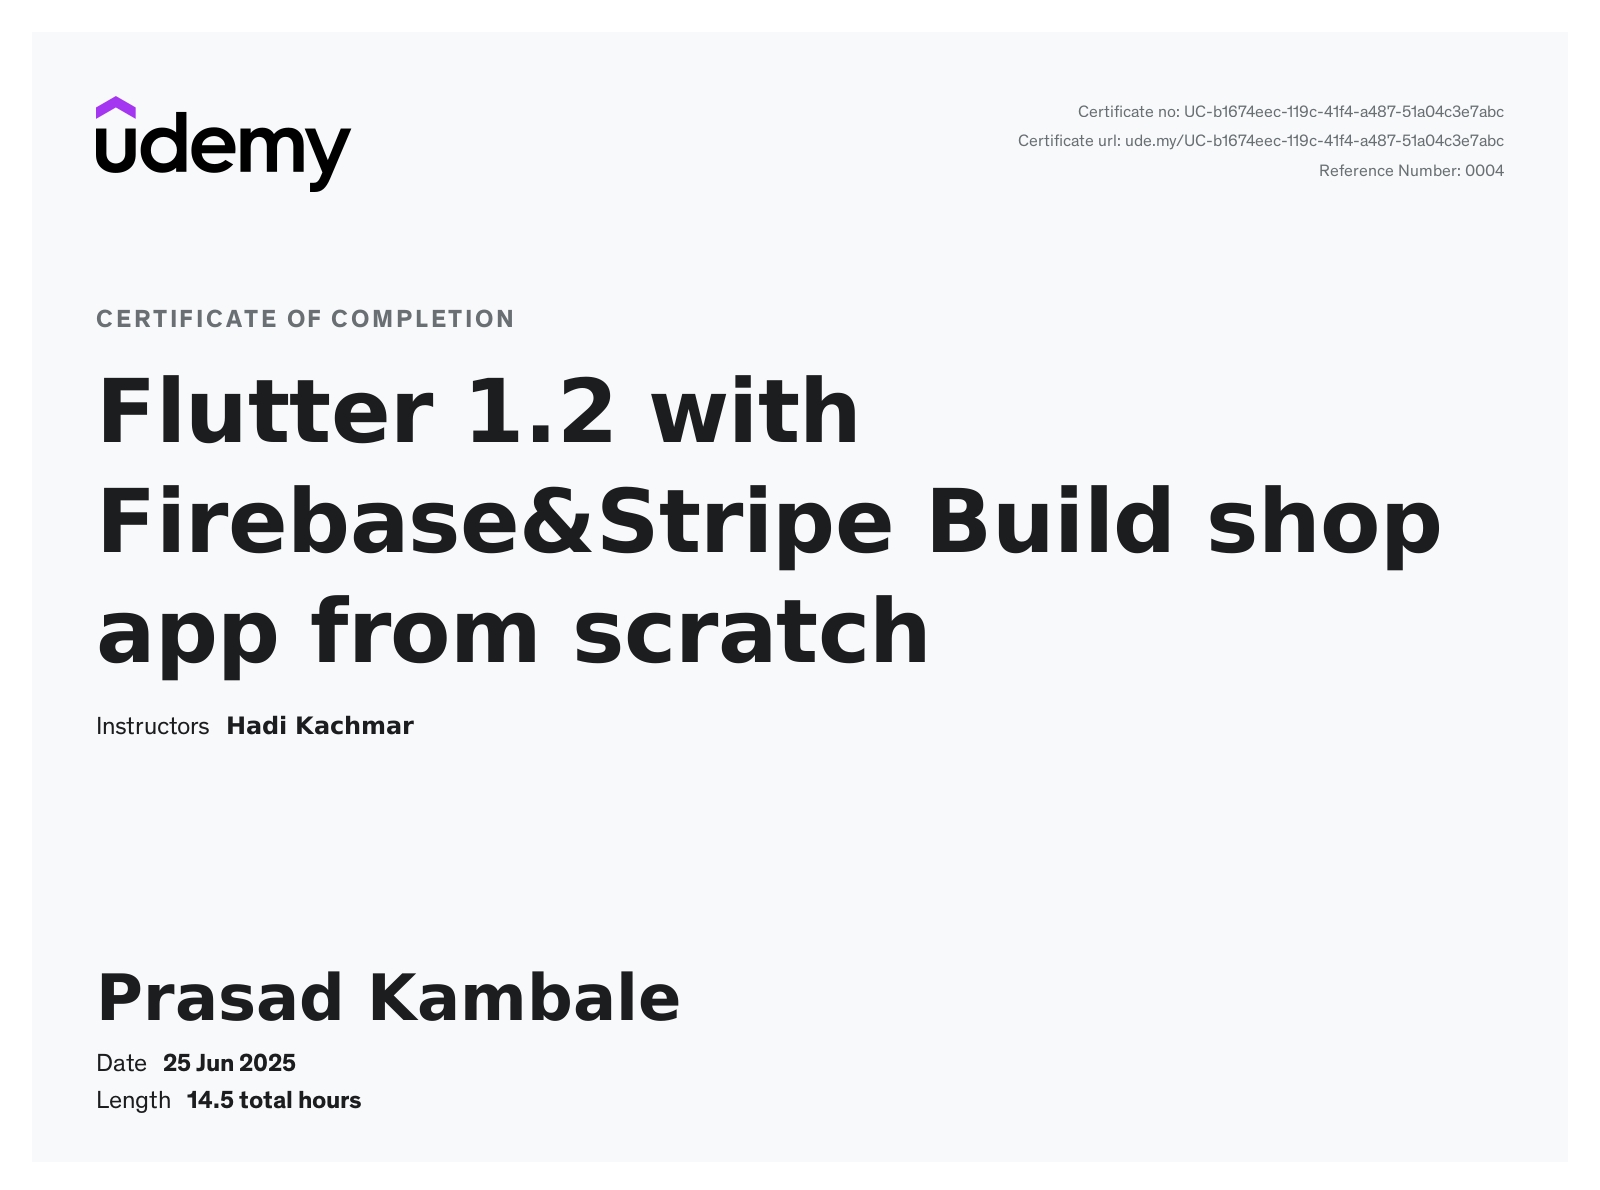 udemy
Certificate no: UC-b1674eec-119c-41f4-a487-51a04c3e7abc
Certificate url: ude.my/UC-b1674eec-119c-41f4-a487-51a04c3e7abc
Reference Number: 0004
CERTIFICATE OF COMPLETION
Flutter 1.2 with
Firebase&Stripe Build shop
app from scratch
Instructors Hadi Kachmar
Prasad Kambale
Date 25 Jun 2025
Length 14.5 total hours